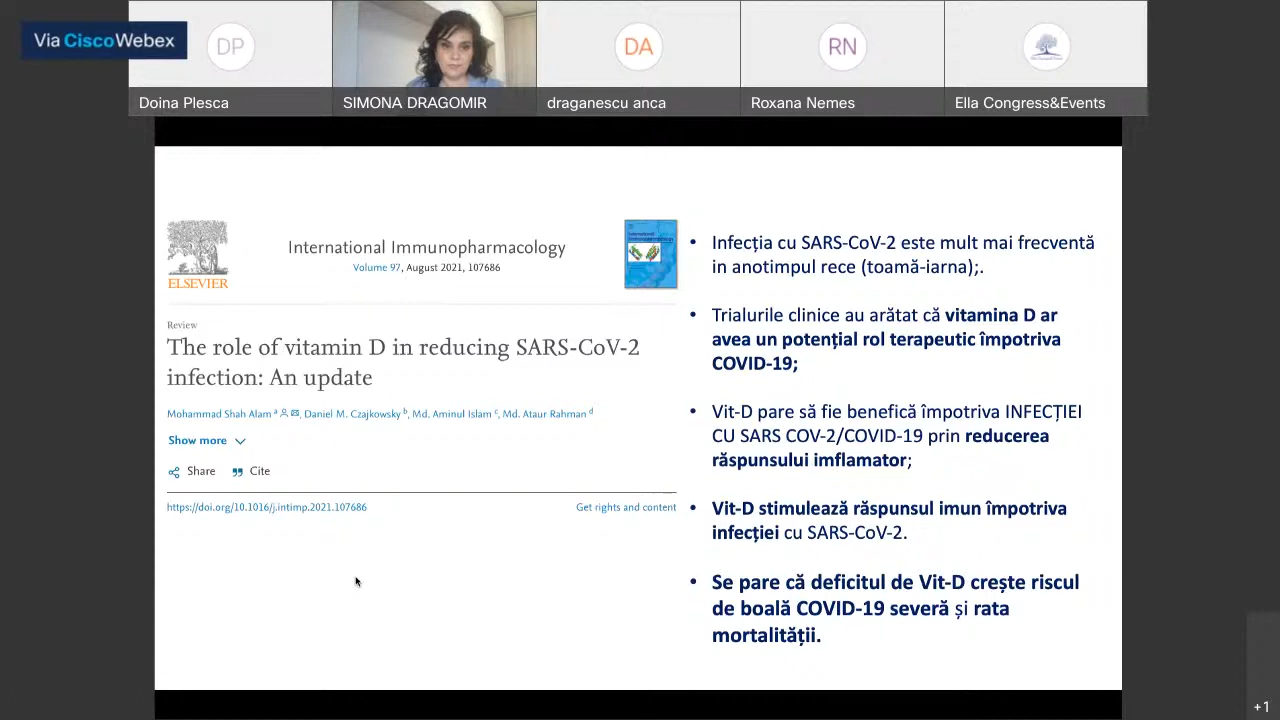 Via Cisco Webex
DP
DA
RN
Doina Plesca
SIMONA DRAGOMIR
draganescu anca
Roxana Nemes
Ella Congress&Events
ELSEVIER
International Immunopharmacology
Volume 97, August 2021, 107686
Review
The role of vitamin D in reducing SARS-CoV-2
infection: An update
Mohammad Shah Alam a, Daniel M. Czajkowsky b, Md. Aminul Islam c, Md. Ataur Rahman d
Show more
Share
Cite
https://doi.org/10.1016/j.intimp.2021.107686
Get rights and content
• Infecția cu SARS-CoV-2 este mult mai frecventă
in anotimpul rece (toamă-iarna);.
• Trialurile clinice au arătat că vitamina D ar
avea un potențial rol terapeutic împotriva
COVID-19;
• Vit-D pare să fie benefică împotriva INFECȚIEI
CU SARS COV-2/COVID-19 prin reducerea
răspunsului imflamator;
• Vit-D stimulează răspunsul imun împotriva
infecției cu SARS-CoV-2.
• Se pare că deficitul de Vit-D crește riscul
de boală COVID-19 severă și rata
mortalității.
+1